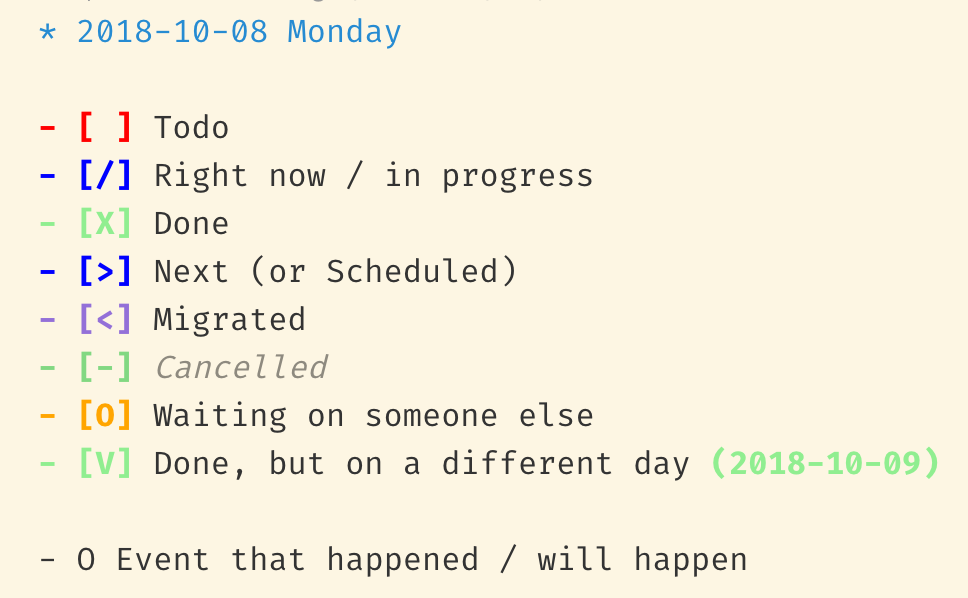 * 2018-10-08 Monday
- [ ] Todo
- [/] Right now / in progress
- [X] Done
- [>] Next (or Scheduled)
- [<] Migrated
- [-] Cancelled
- [O] Waiting on someone else
- [V] Done, but on a different day (2018-10-09)
- O Event that happened / will happen